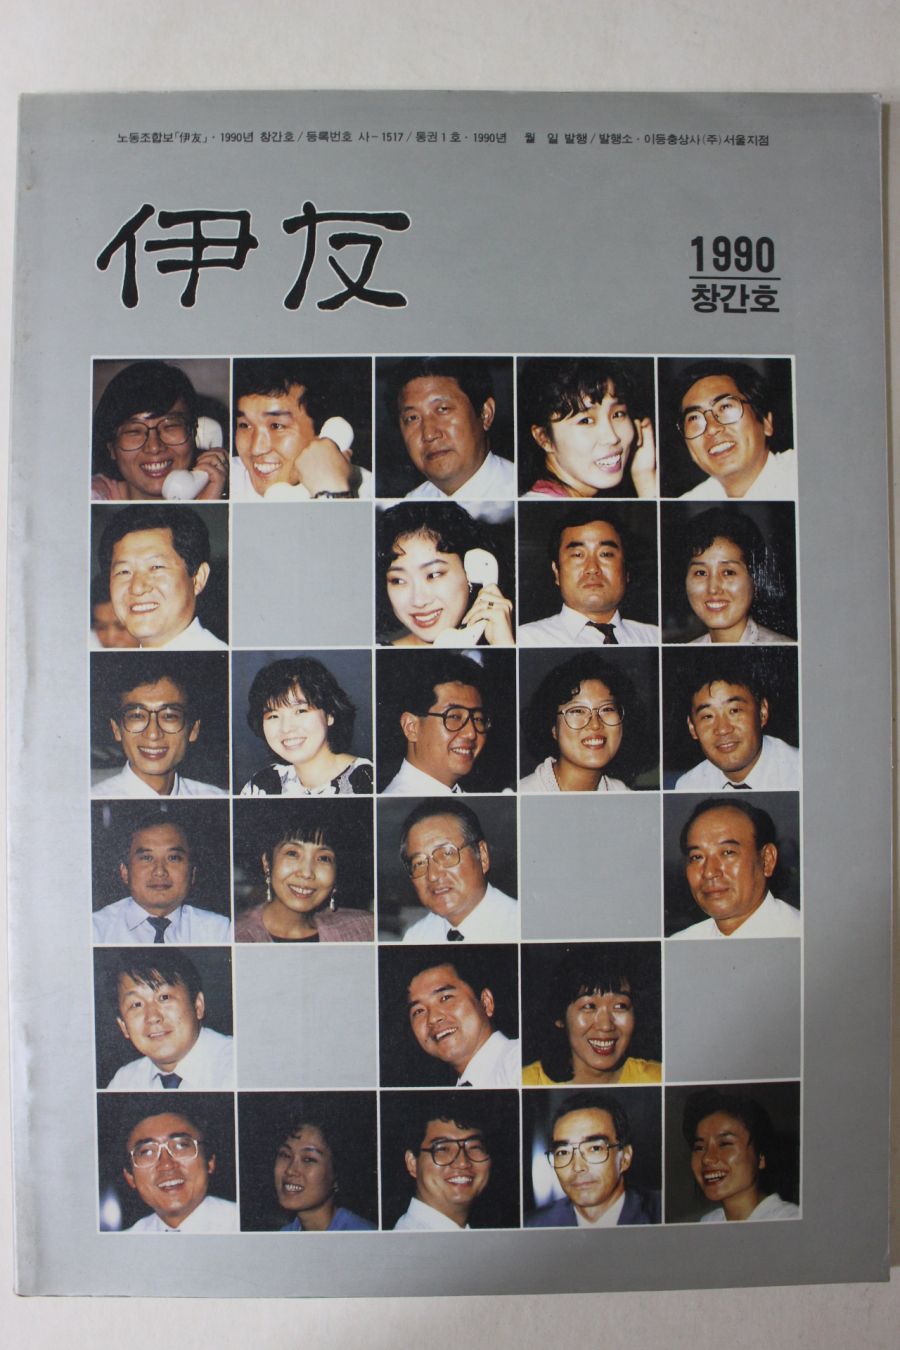 노동조합보「伊友」· 1990년 창간호 / 등록번호 사-1517 / 통권 1 호 · 1990년 월 일 발행 / 발행소 · 이등충상사 (주) 서울지점
伊友
1990
창간호